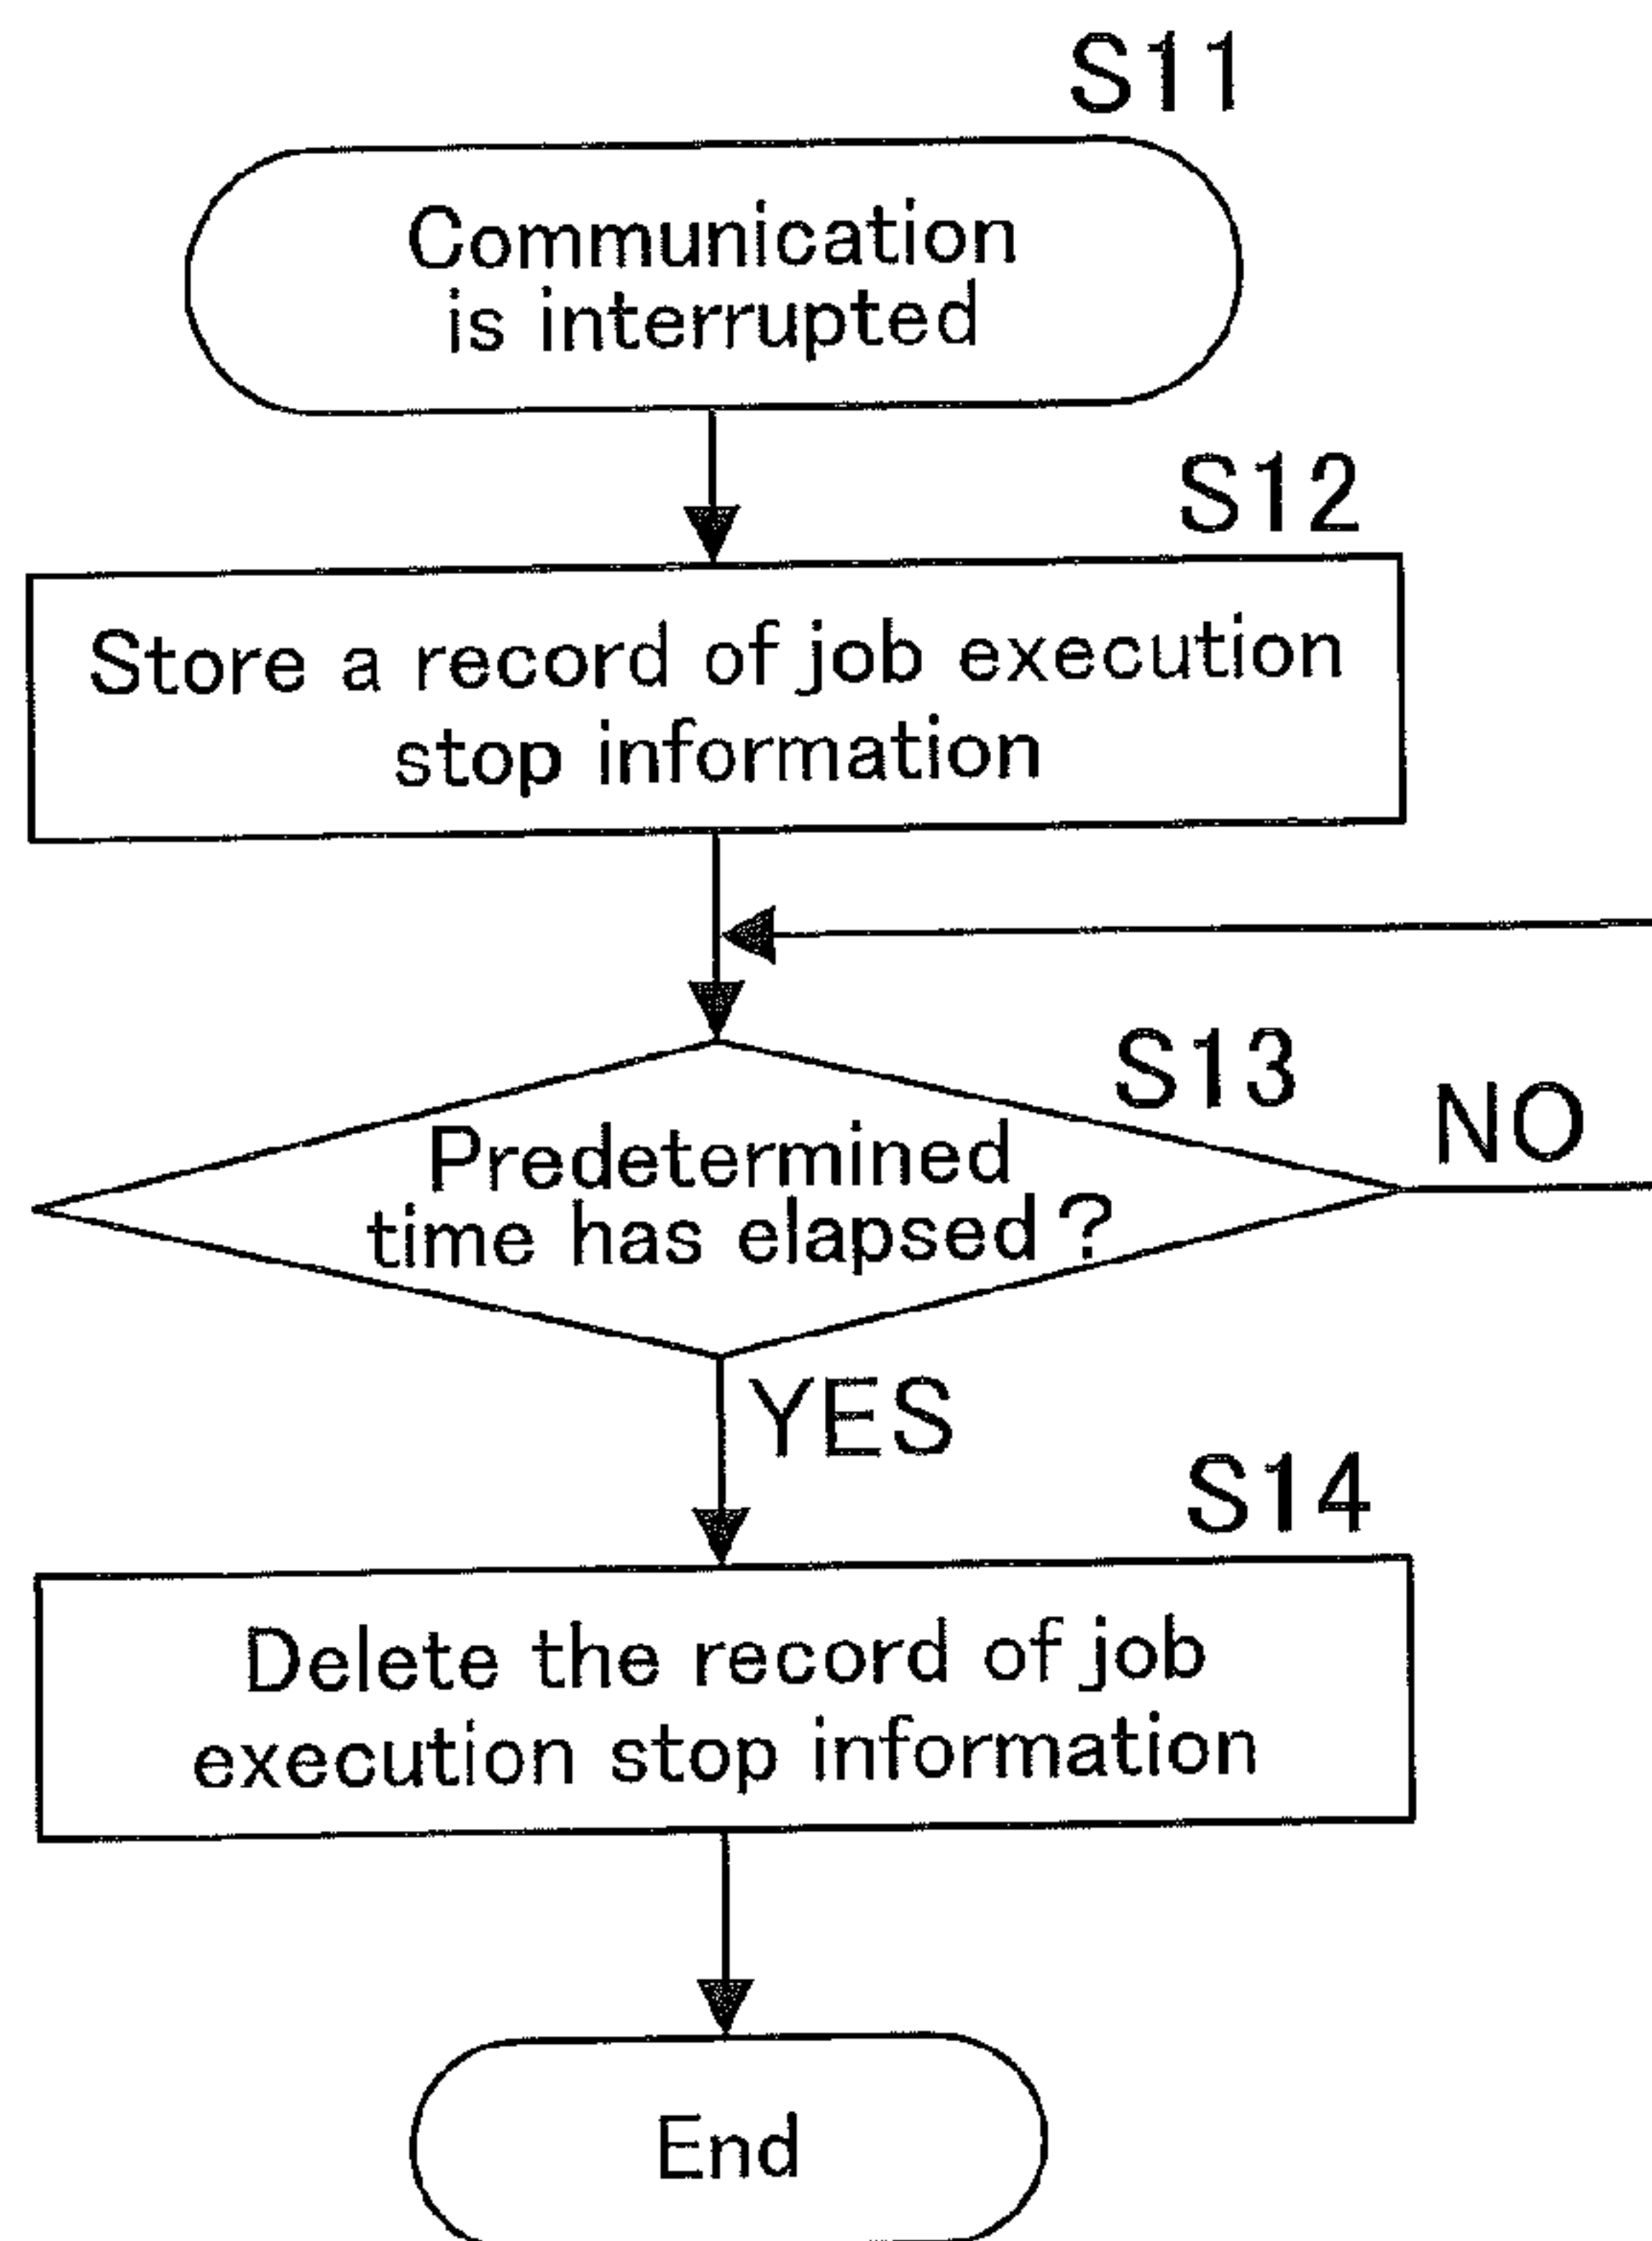 S11
Communication
is interrupted
S12
Store a record of job execution
stop information
S13
NO
Predetermined
time has elapsed?
YES
S14
Delete the record of job
execution stop information
End